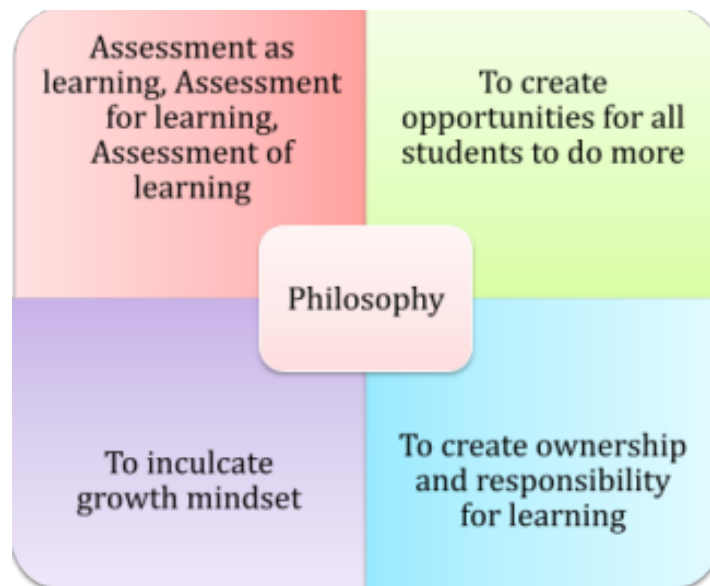 Assessment as
learning, Assessment
for learning,
Assessment of
learning
To create
opportunities for all
students to do more
Philosophy
To inculcate
growth mindset
To create ownership
and responsibility
for learning